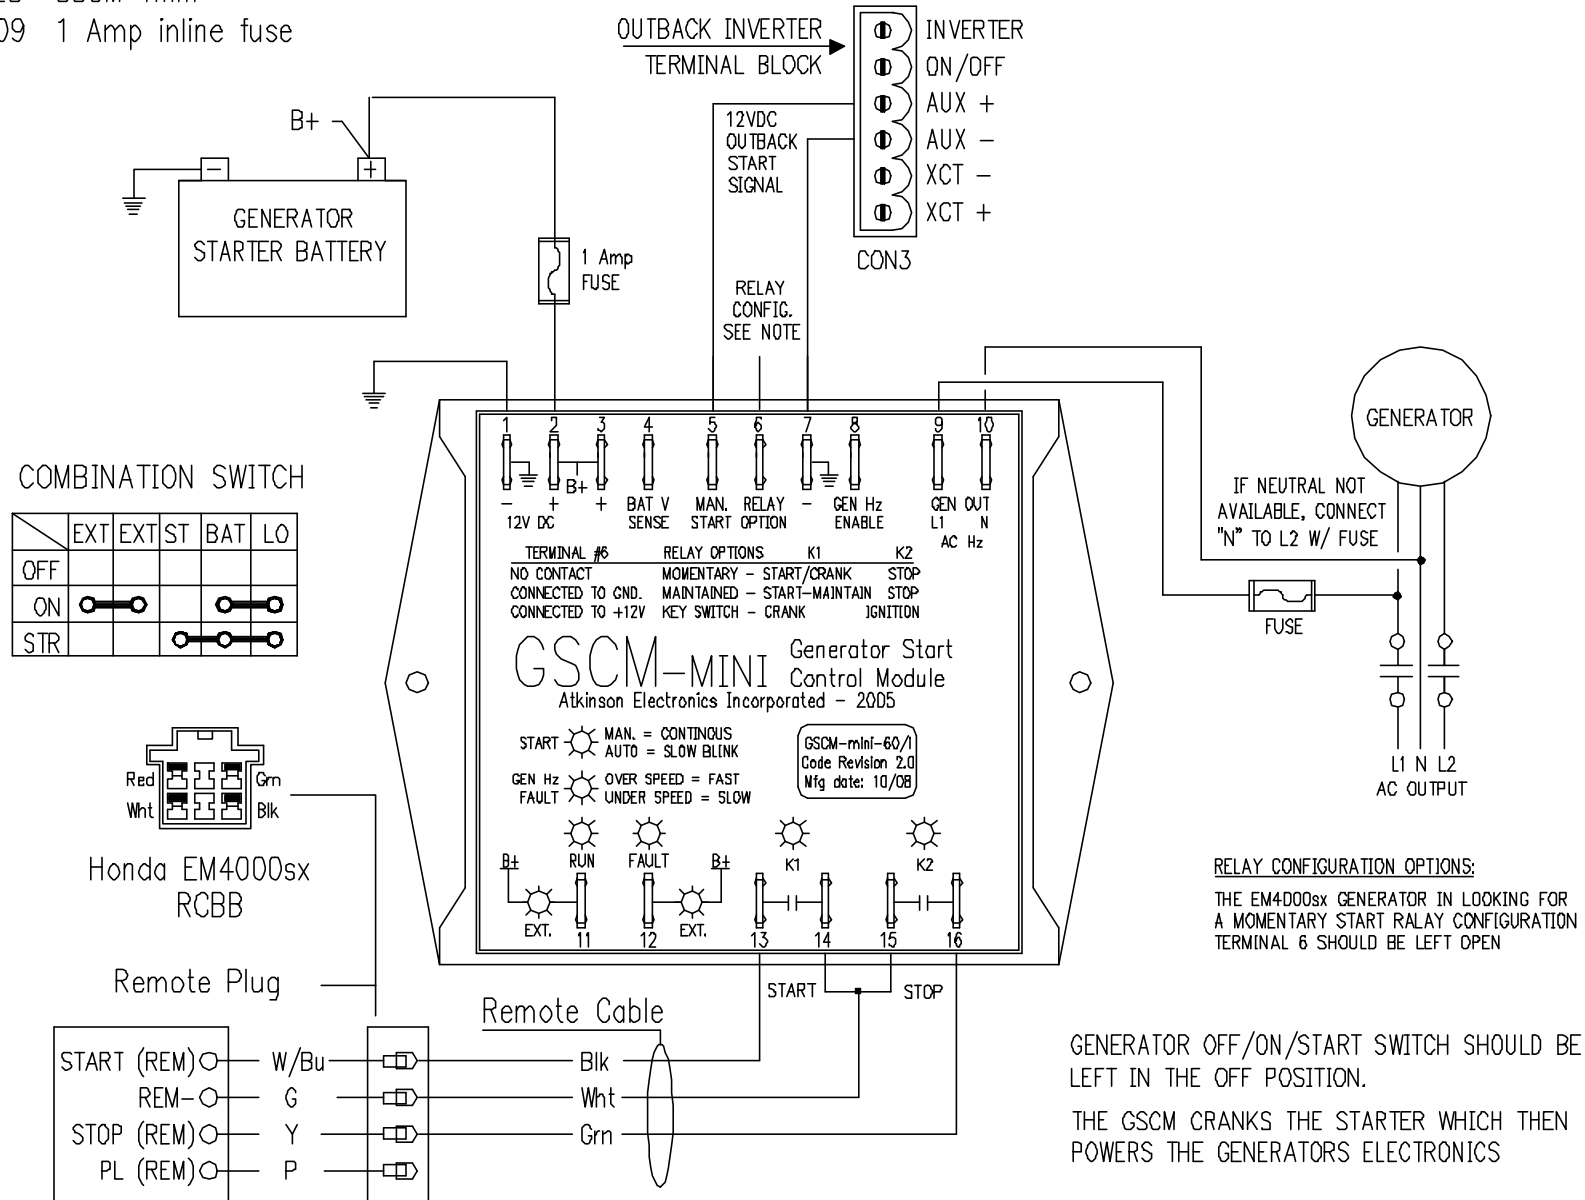 09 1 Amp inline fuse
OUTBACK INVERTER
TERMINAL BLOCK
INVERTER
ON/OFF
AUX +
AUX –
XCT –
XCT +
CON3
B+
–
+
GENERATOR
STARTER BATTERY
1 Amp
FUSE
12VDC
OUTBACK
START
SIGNAL
RELAY
CONFIG.
SEE NOTE
GENERATOR
IF NEUTRAL NOT
AVAILABLE, CONNECT
"N" TO L2 W/ FUSE
FUSE
L1 N L2
AC OUTPUT
COMBINATION SWITCH
EXT EXT ST BAT LO
OFF
ON
STR
1 2 3 4 5 6 7 8 9 10
B+
– + + BAT V MAN. RELAY – GEN Hz GEN OUT
12V DC SENSE START OPTION ENABLE L1 N
AC Hz
TERMINAL #6 RELAY OPTIONS K1 K2
NO CONTACT MOMENTARY – START/CRANK STOP
CONNECTED TO GND. MAINTAINED – START–MAINTAIN STOP
CONNECTED TO +12V KEY SWITCH – CRANK IGNITION
GSCM–MINI
Generator Start
Control Module
Atkinson Electronics Incorporated – 2005
START
MAN. = CONTINOUS
AUTO = SLOW BLINK
GEN Hz
FAULT
OVER SPEED = FAST
UNDER SPEED = SLOW
GSCM–mini–60/1
Code Revision 2.0
Mfg date: 10/08
B+ RUN FAULT B+ K1 K2
EXT. EXT.
11 12 13 14 15 16
Red Grn
Wht Blk
Honda EM4000sx
RCBB
RELAY CONFIGURATION OPTIONS:
THE EM4000sx GENERATOR IN LOOKING FOR
A MOMENTARY START RALAY CONFIGURATION
TERMINAL 6 SHOULD BE LEFT OPEN
Remote Plug
Remote Cable
START STOP
START (REM) W/Bu Blk
REM– G Wht
STOP (REM) Y Grn
PL (REM) P
GENERATOR OFF/ON/START SWITCH SHOULD BE
LEFT IN THE OFF POSITION.
THE GSCM CRANKS THE STARTER WHICH THEN
POWERS THE GENERATORS ELECTRONICS